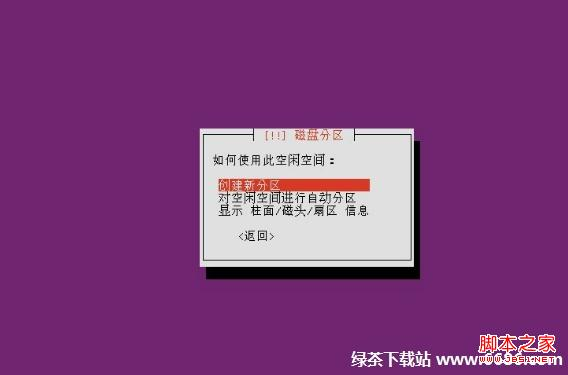 [!!] 磁盘分区
如何使用此空闲空间：
创建新分区
对空闲空间进行自动分区
显示 柱面/磁头/扇区 信息
<返回>
脚本之家
绿茶下载站